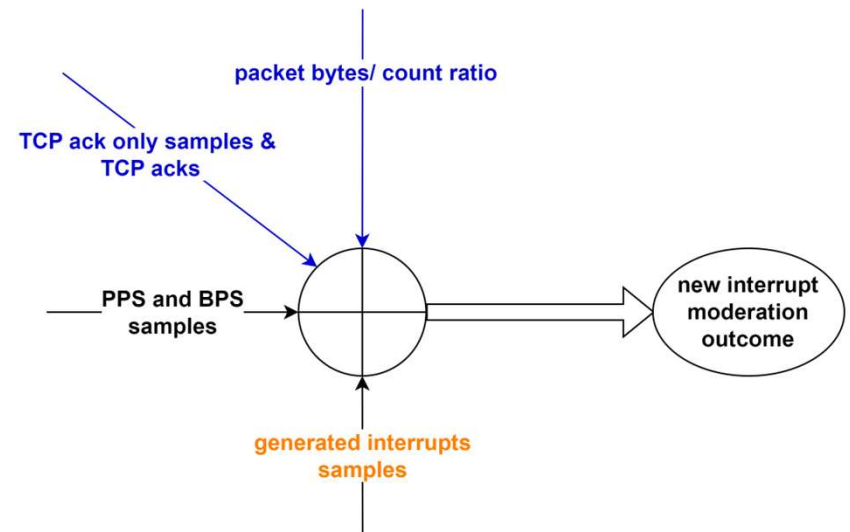 packet bytes/ count ratio
TCP ack only samples &
TCP acks
PPS and BPS
samples
new interrupt
moderation
outcome
generated interrupts
samples